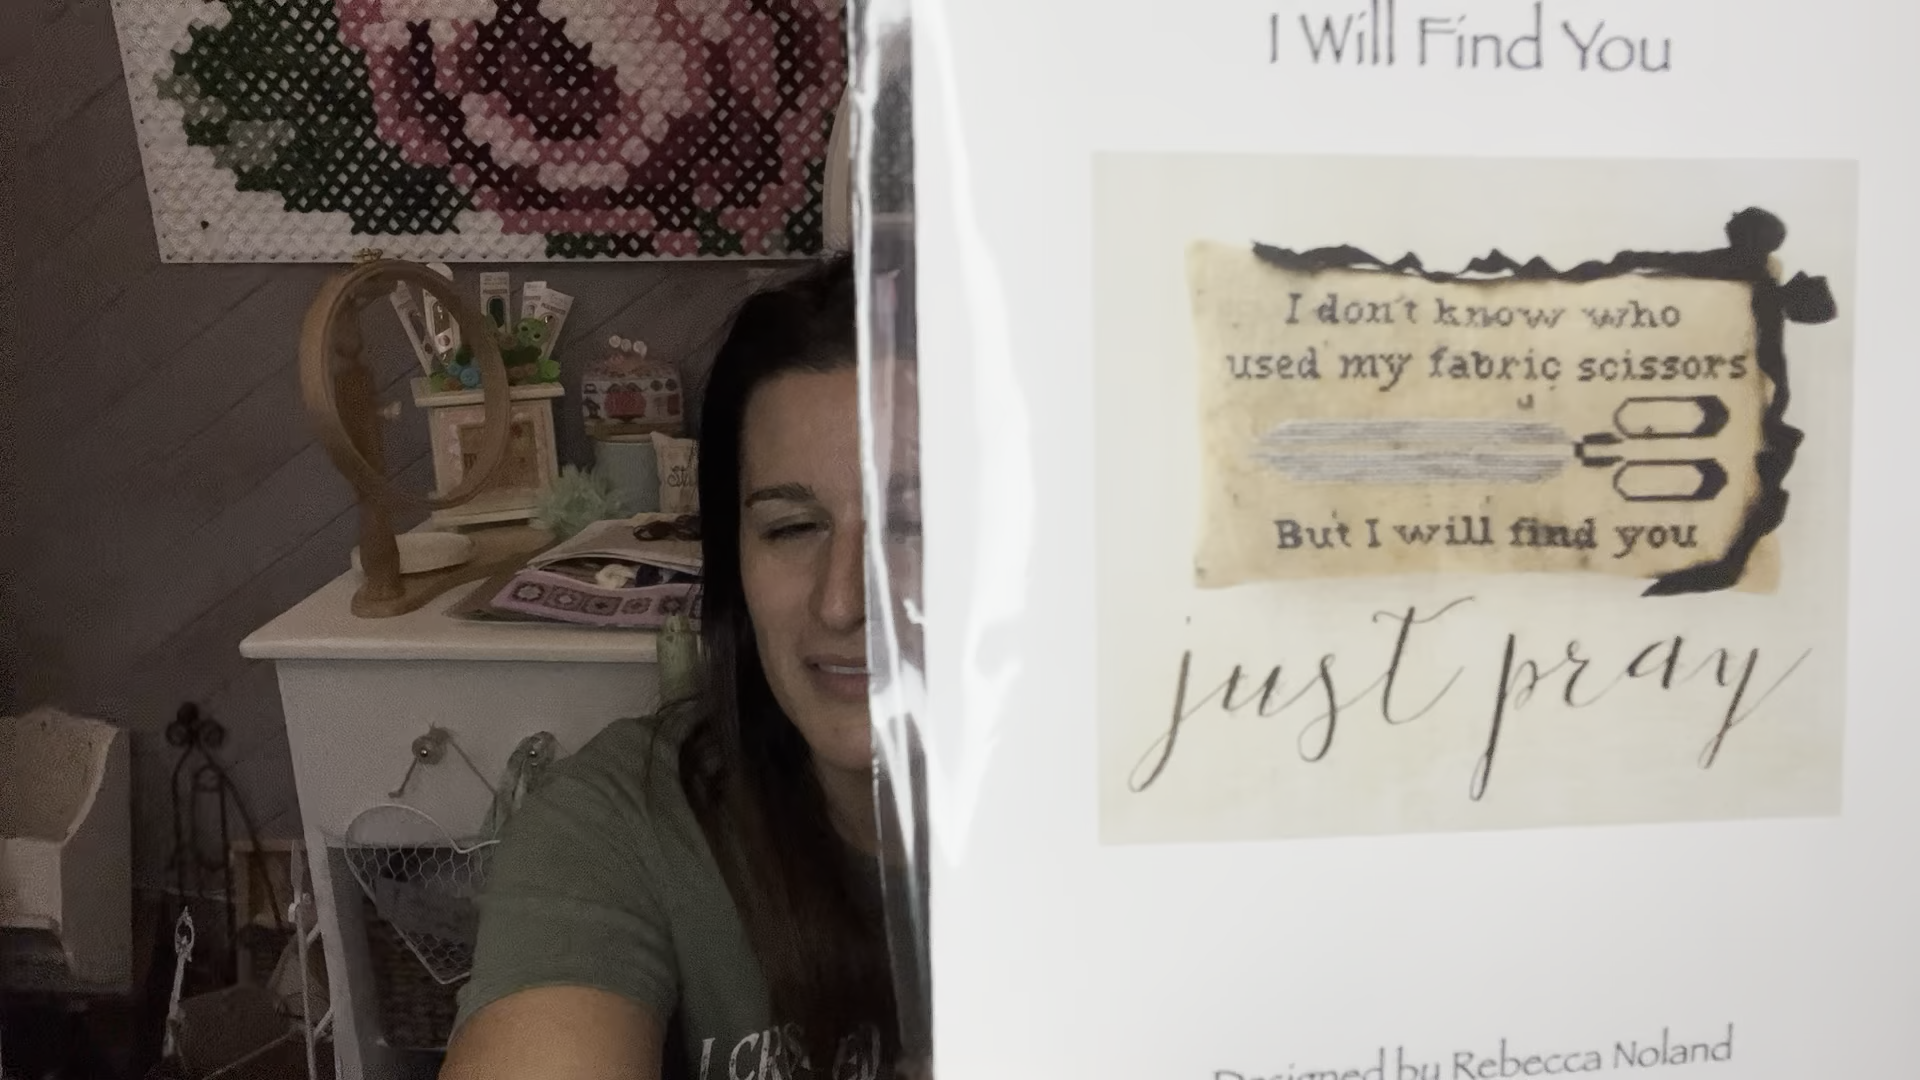 I Will Find You
I don't know who
used my fabric scissors
But I will find you
just pray
Designed by Rebecca Noland